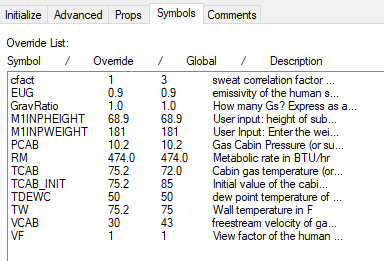 Initialize Advanced Props Symbols Comments
Override List:
Symbol / Override / Global / Description
cfact 1 3 sweat correlation factor ...
EUG 0.9 0.9 emissivity of the human s...
GravRatio 1.0 1.0 How many Gs? Express as a...
M1INPHEIGHT 68.9 68.9 User input: height of sub...
M1INPWEIGHT 181 181 User Input: Enter the wei...
PCAB 10.2 10.2 Gas Cabin Pressure (or su...
RM 474.0 474.0 Metabolic rate in BTU/hr
TCAB 75.2 72.0 Cabin gas temperature (or...
TCAB_INIT 75.2 85 Initial value of the cabi...
TDEWC 50 50 dew point temperature of ...
TW 75.2 75 Wall temperature in F
VCAB 30 43 freestream velocity of ga...
VF 1 1 View factor of the human ...